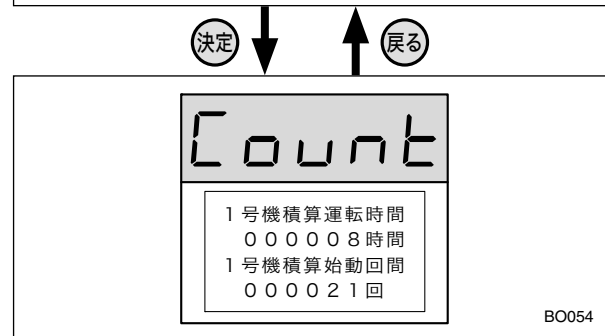 決定 戻る
Count
1号機積算運転時間
000008時間
1号機積算始動回間
000021回
BO054